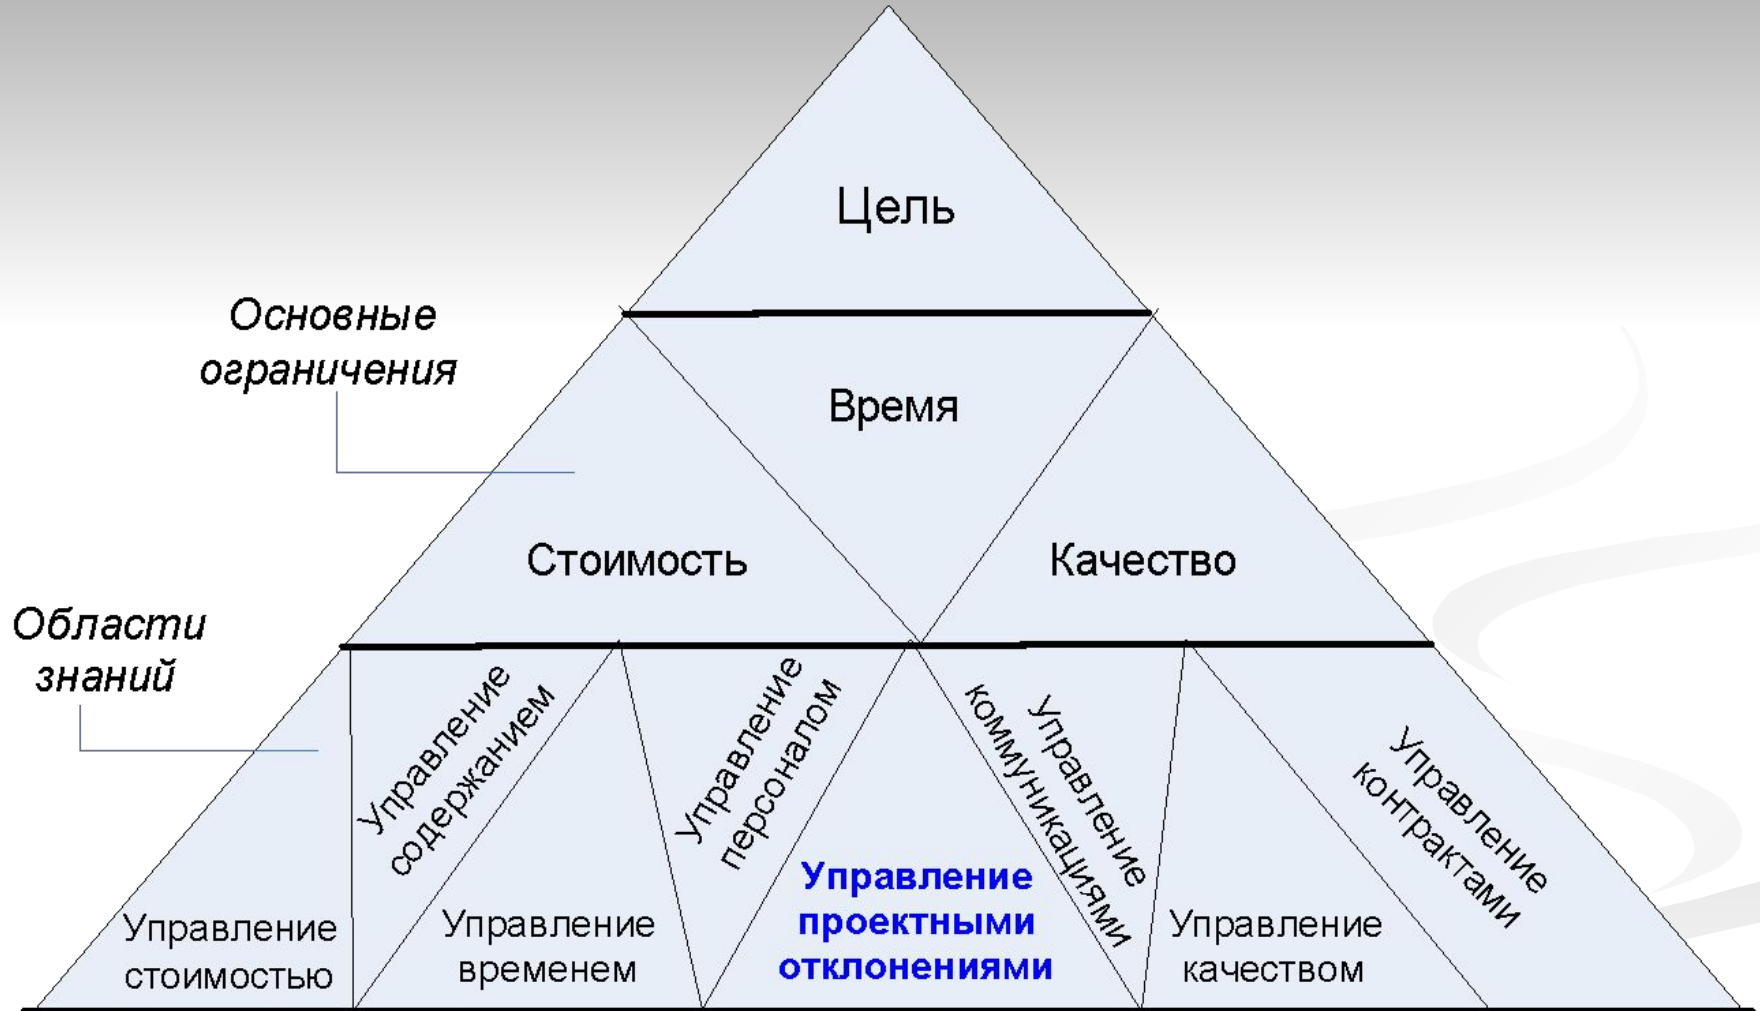 Цель
Основные
ограничения
Время
Стоимость
Качество
Области
знаний
Управление
стоимостью
Управление
содержанием
Управление
временем
Управление
персоналом
Управление
проектными
отклонениями
Управление
коммуникациями
Управление
качеством
Управление
контрактами